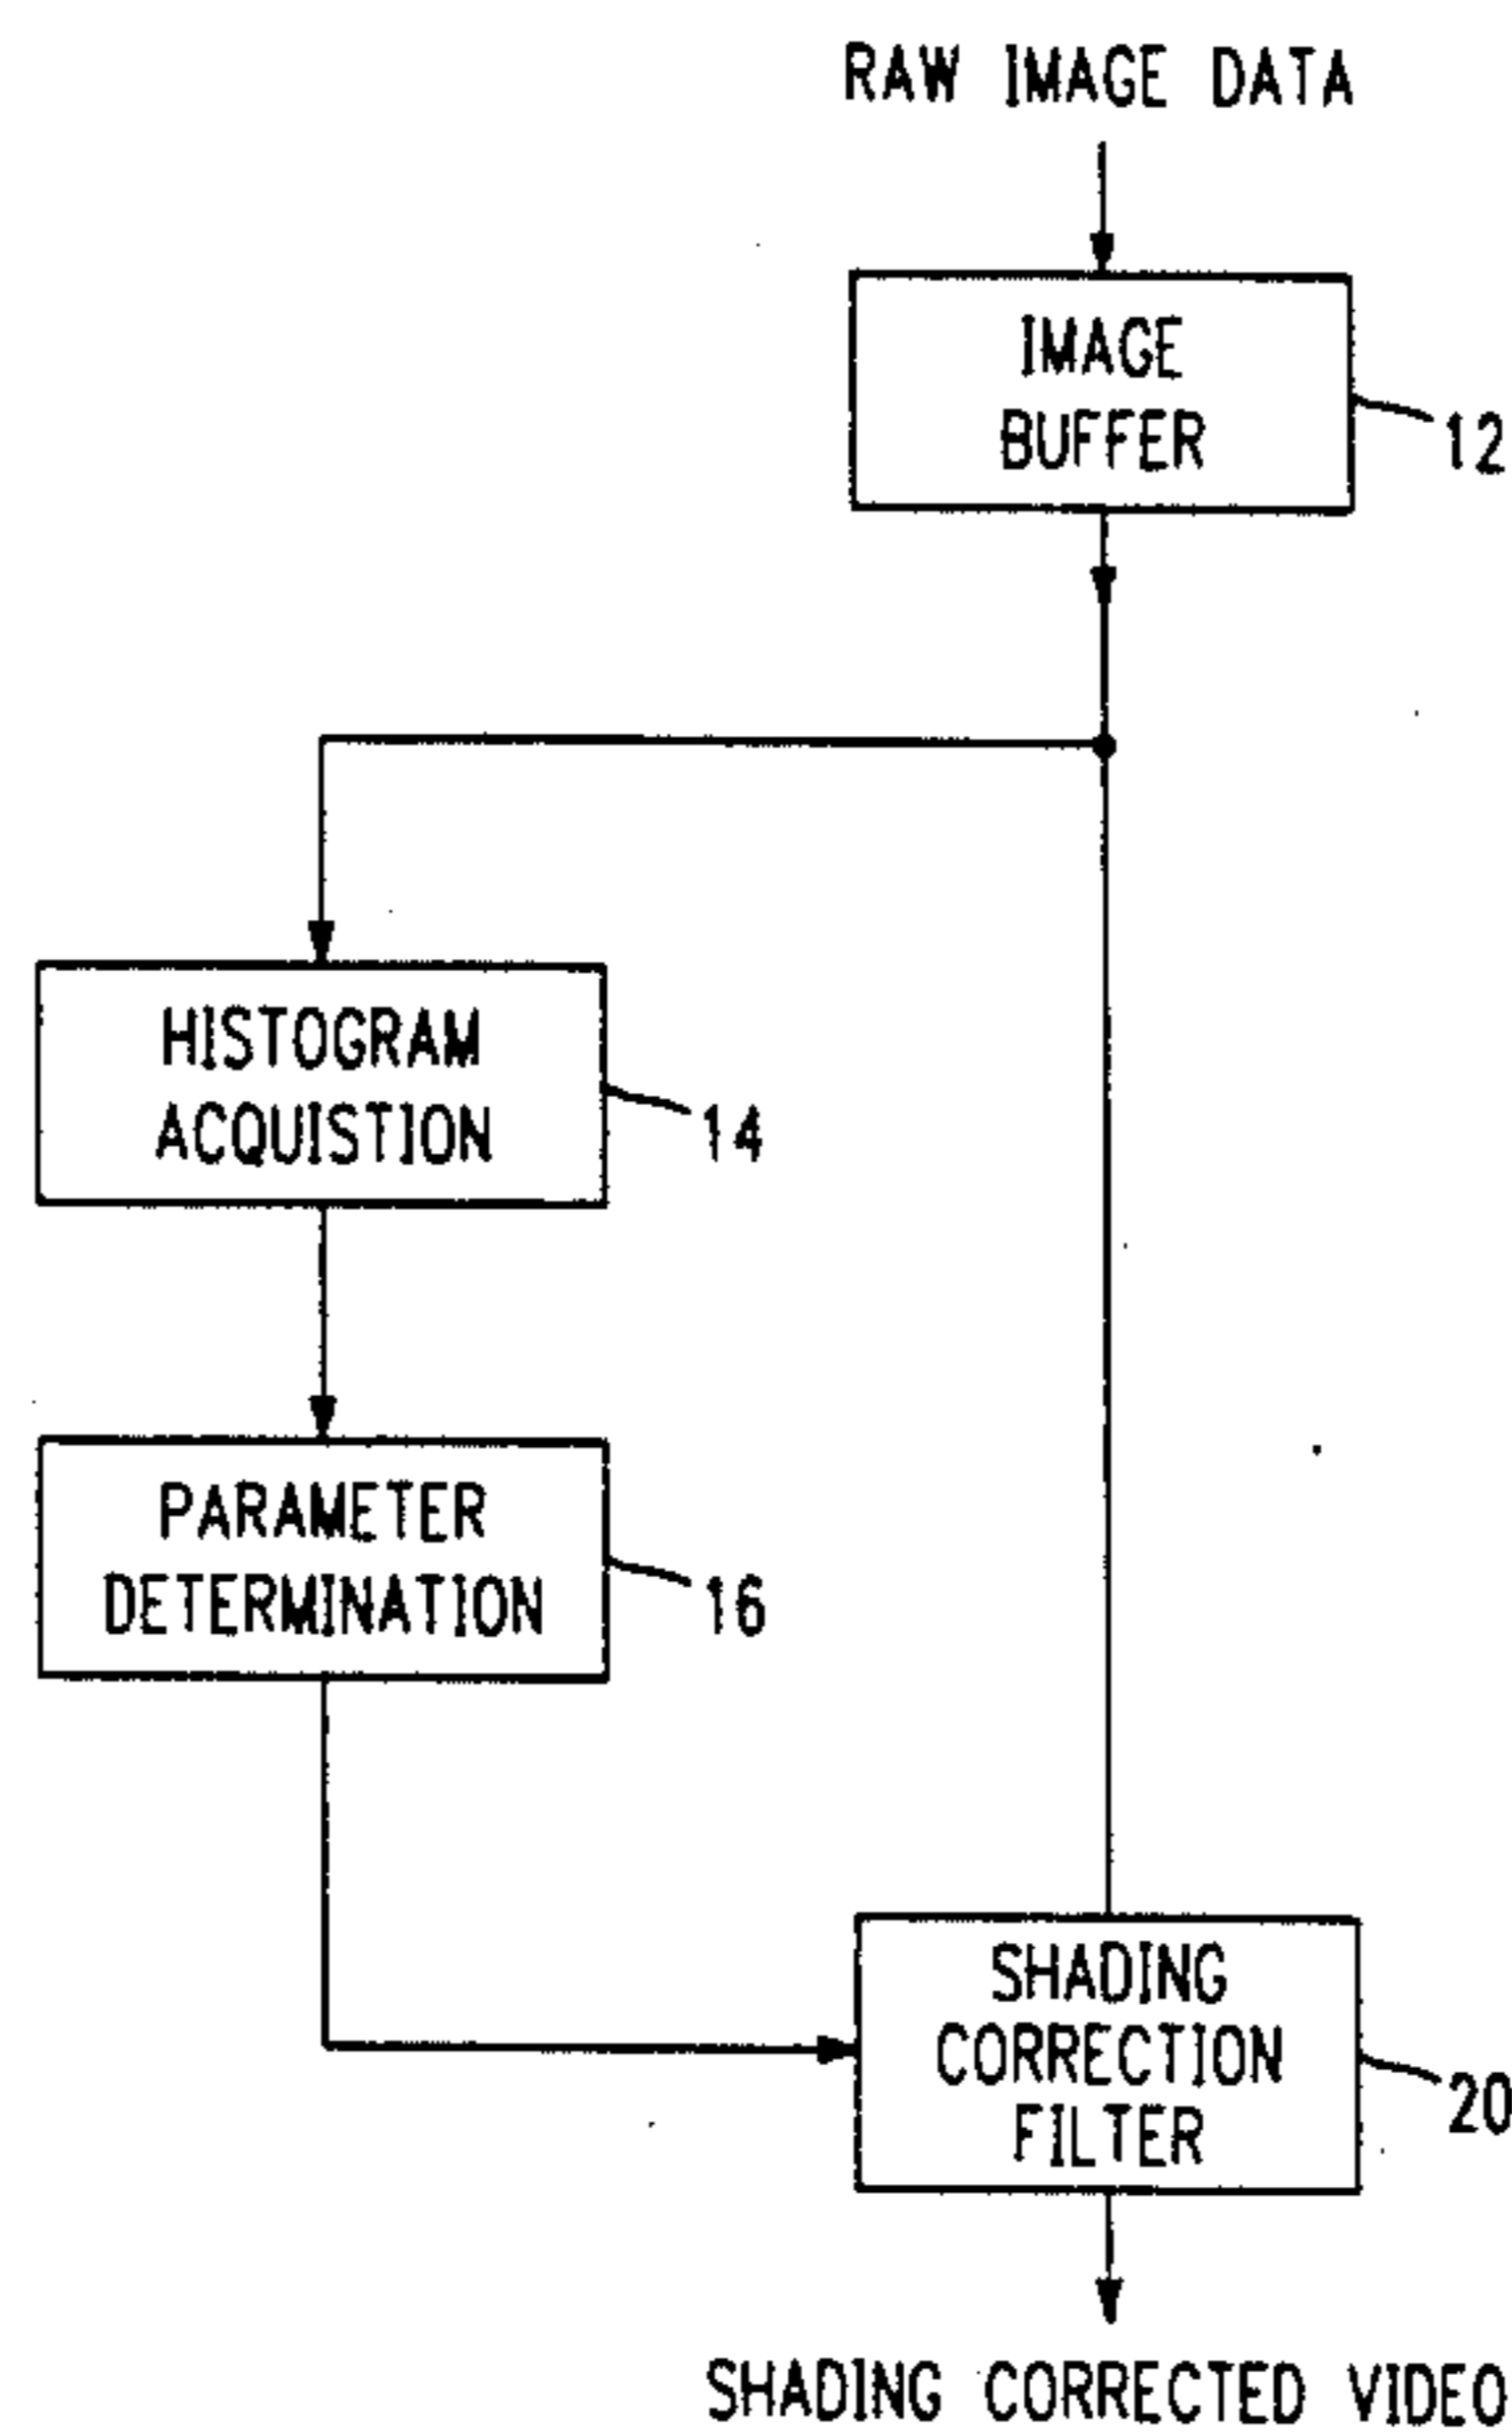 RAW IMAGE DATA
IMAGE
BUFFER
12
HISTOGRAM
ACQUISTION
14
PARAMETER
DETERMINATION
16
SHADING
CORRECTION
FILTER
20
SHADING CORRECTED VIDEO